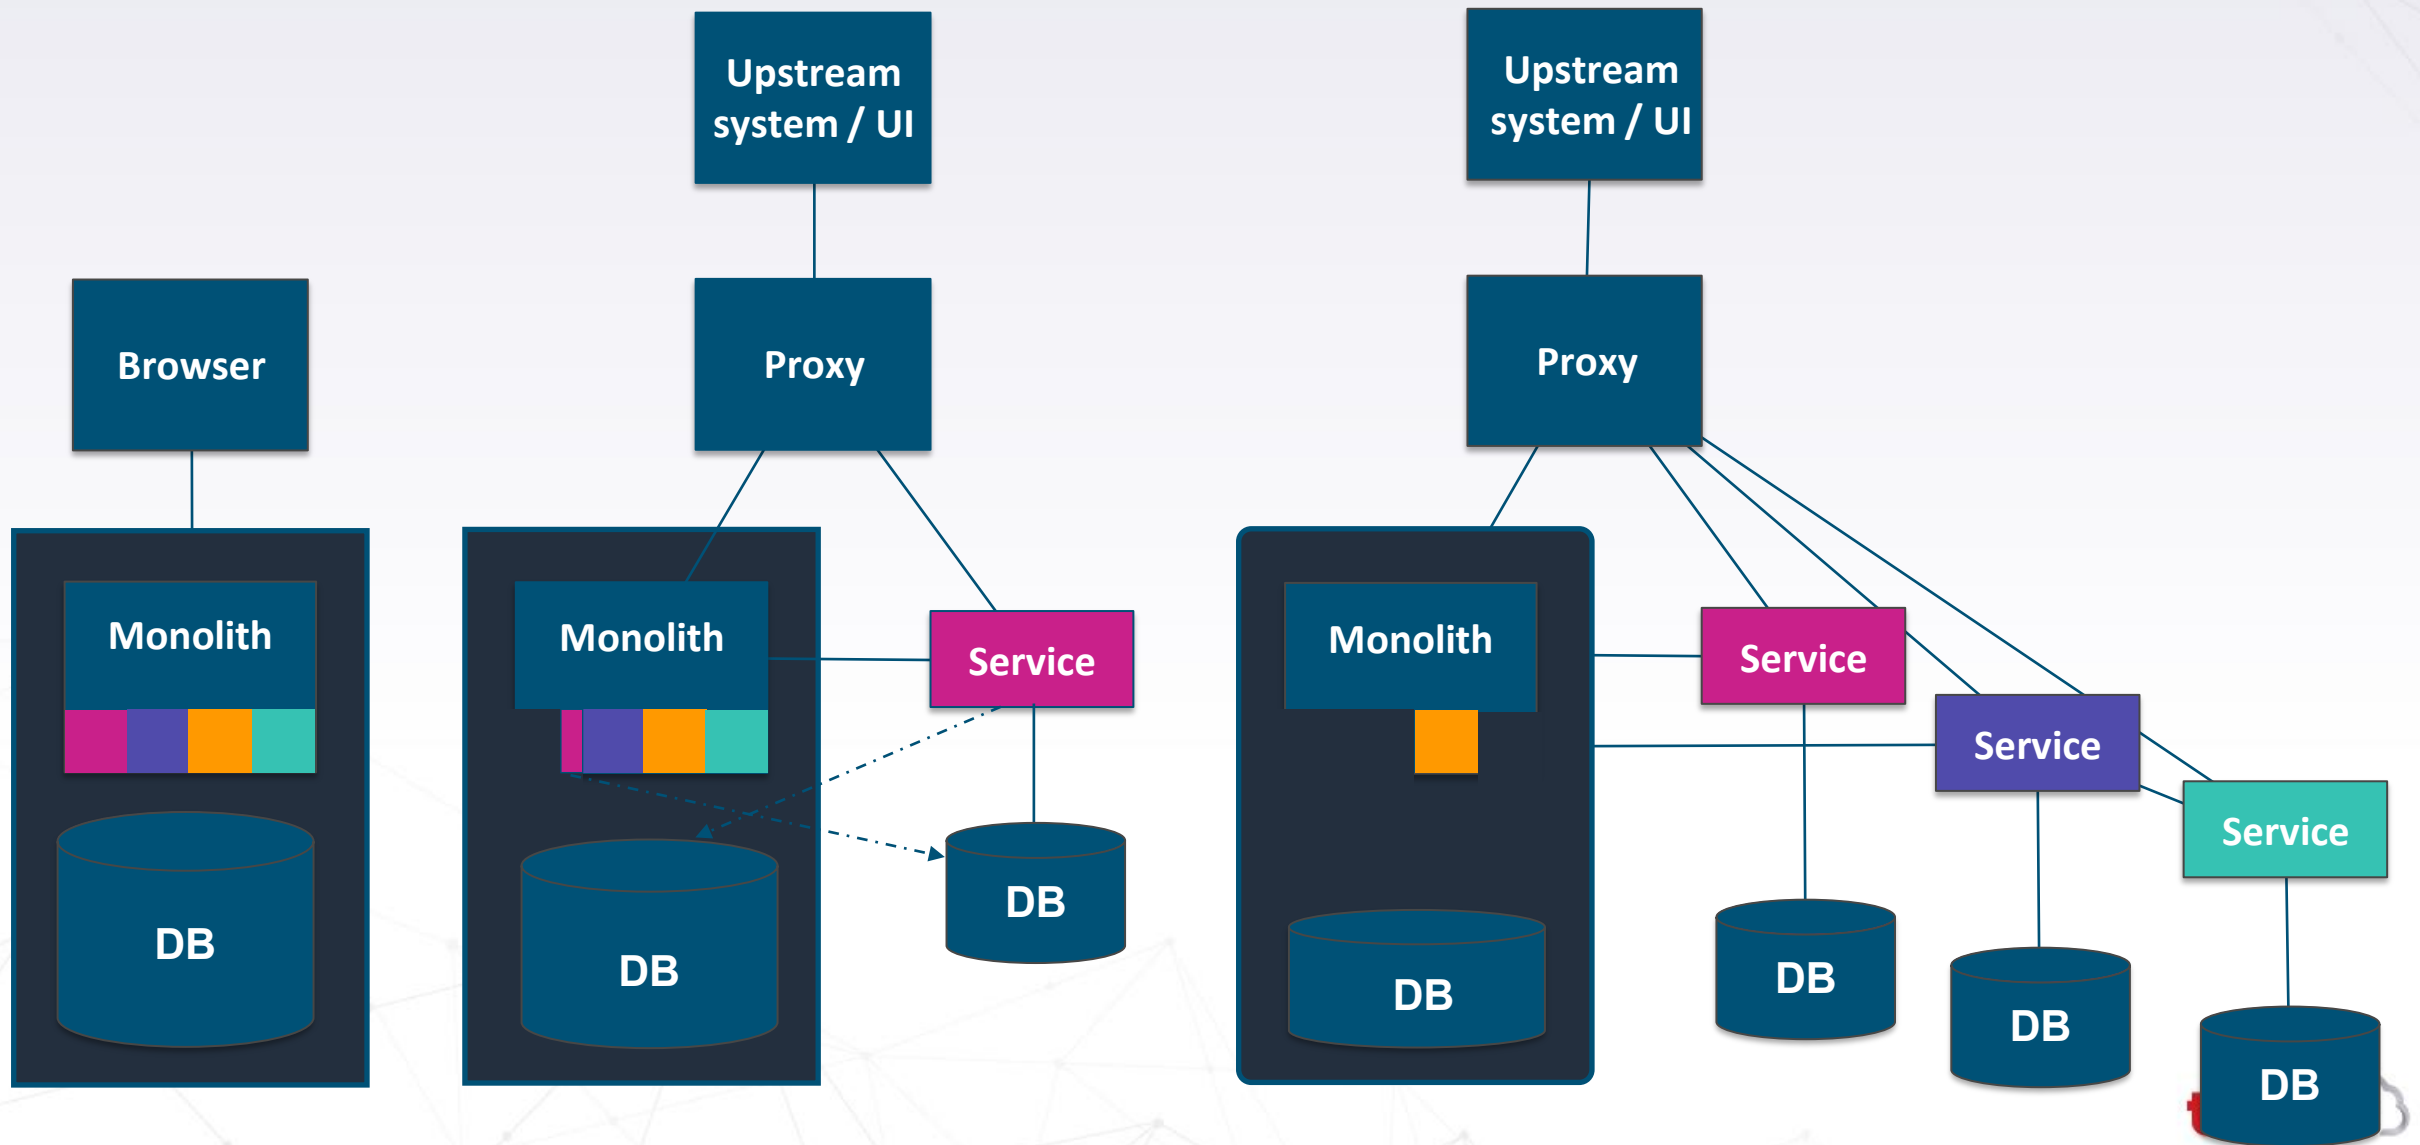 Browser
Monolith
DB
Upstream
system / UI
Proxy
Monolith
Service
DB
DB
Upstream
system / UI
Proxy
Monolith
Service
Service
Service
DB
DB
DB
DB